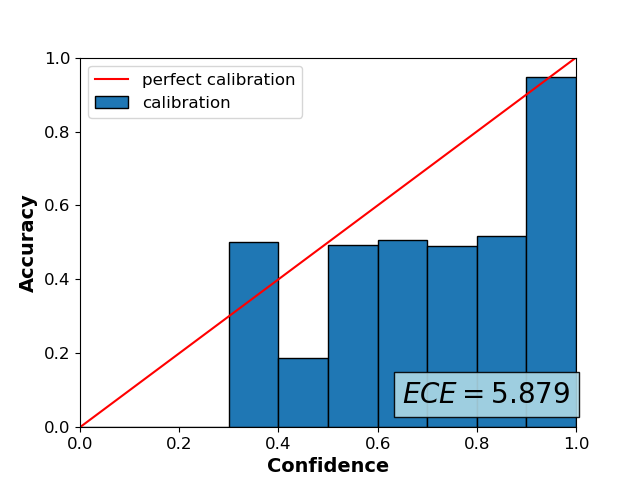 perfect calibration
calibration
1.0
0.8
0.6
0.4
0.2
0.0
Accuracy
ECE = 5.879
0.0 0.2 0.4 0.6 0.8 1.0
Confidence